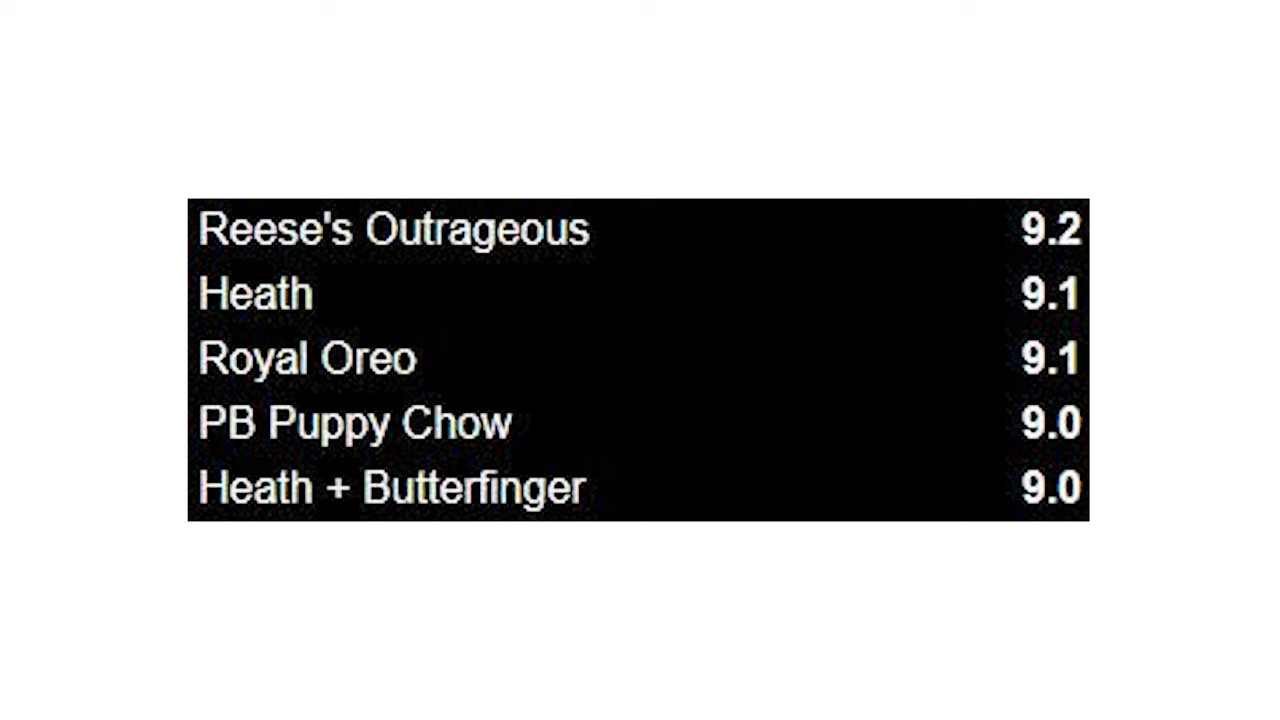 Reese's Outrageous 9.2
Heath 9.1
Royal Oreo 9.1
PB Puppy Chow 9.0
Heath + Butterfinger 9.0